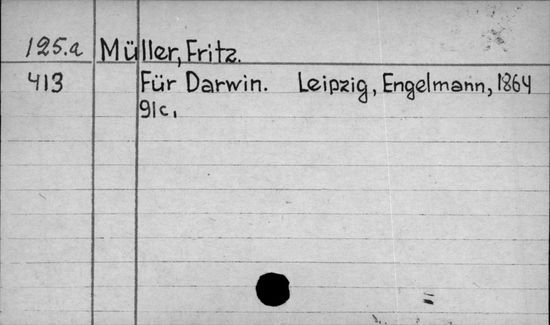 125.a Müller, Fritz.
413 Für Darwin. Leipzig, Engelmann, 1864
91c.